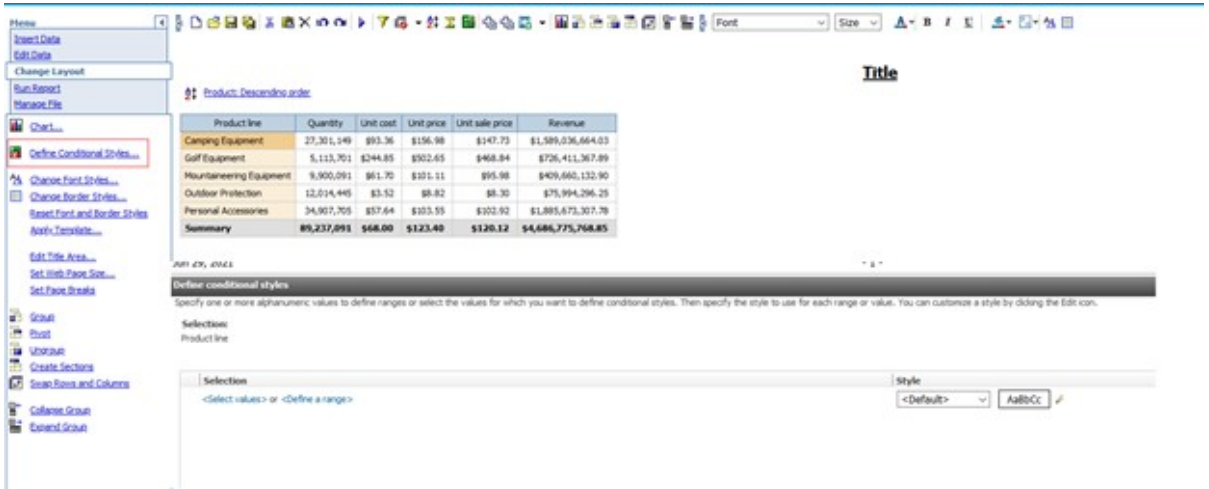 Menu
Insert Data
Edit Data
Change Layout
Run Report
Manage File
Chart...
Define Conditional Styles...
Change Font Styles...
Change Border Styles...
Reset Font and Border Styles
Apply Template...
Edit Title Area...
Set Web Page Size...
Set Page Breaks
Group
Pivot
Ungroup
Create Sections
Swap Rows and Columns
Collapse Group
Expand Group
Font Size A B I U
Title
Product: Descending order
Product line Quantity Unit cost Unit price Unit sale price Revenue
Camping Equipment 27,301,149 $93.36 $156.98 $147.73 $1,589,036,664.03
Golf Equipment 5,113,701 $244.85 $502.65 $468.84 $726,411,367.89
Mountaineering Equipment 9,900,091 $61.70 $101.11 $95.98 $409,660,132.90
Outdoor Protection 12,014,445 $3.52 $8.82 $8.30 $75,994,296.25
Personal Accessories 34,907,705 $57.64 $103.55 $102.92 $1,885,673,307.78
Summary 89,237,091 $68.00 $123.40 $120.12 $4,686,775,768.85
29, 2021 - 1 -
Define conditional styles
Specify one or more alphanumeric values to define ranges or select the values for which you want to define conditional styles. Then specify the style to use for each range or value. You can customize a style by clicking the Edit icon.
Selection:
Product line
Selection Style
<Select values> or <Define a range> <Default> AaBbCc